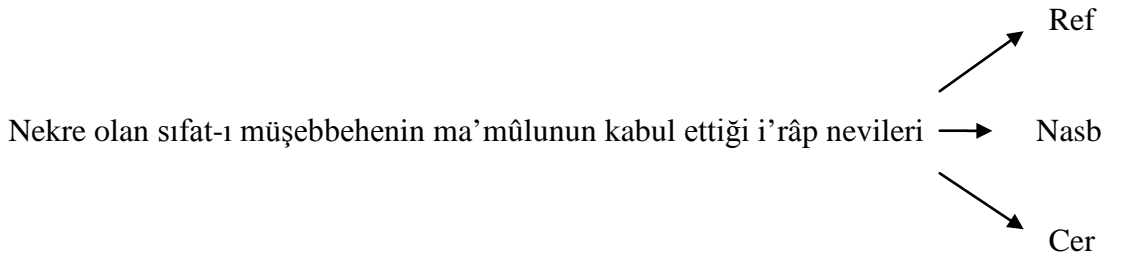 Ref
Nekre olan sıfat-ı müşebbehenin ma’mûlunun kabul ettiği i’râp nevileri
Nasb
Cer